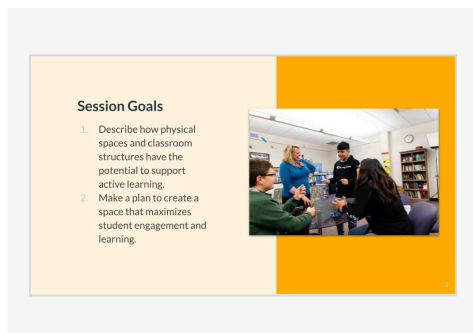 Session Goals
1. Describe how physical
spaces and classroom
structures have the
potential to support
active learning.
2. Make a plan to create a
space that maximizes
student engagement and
learning.
2